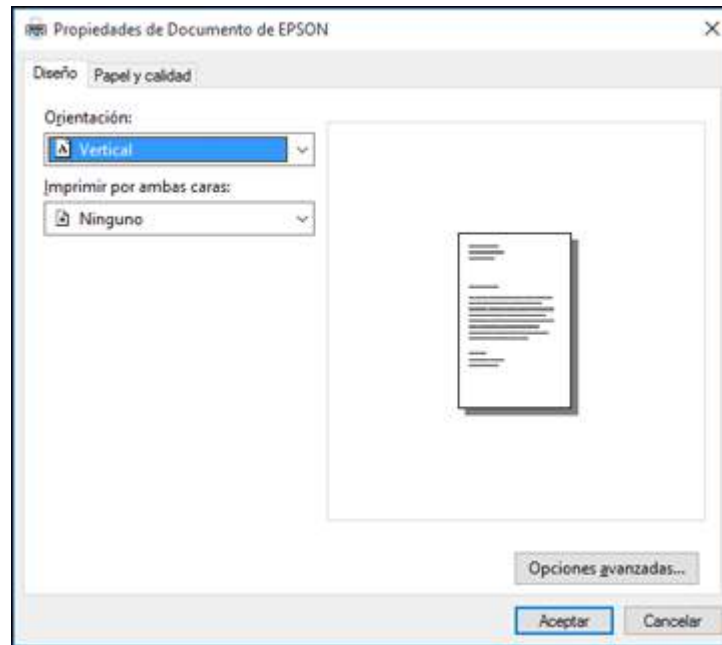 Propiedades de Documento de EPSON
Diseño
Papel y calidad
Orientación:
A Vertical
Imprimir por ambas caras:
Ninguno
Opciones avanzadas...
Aceptar
Cancelar